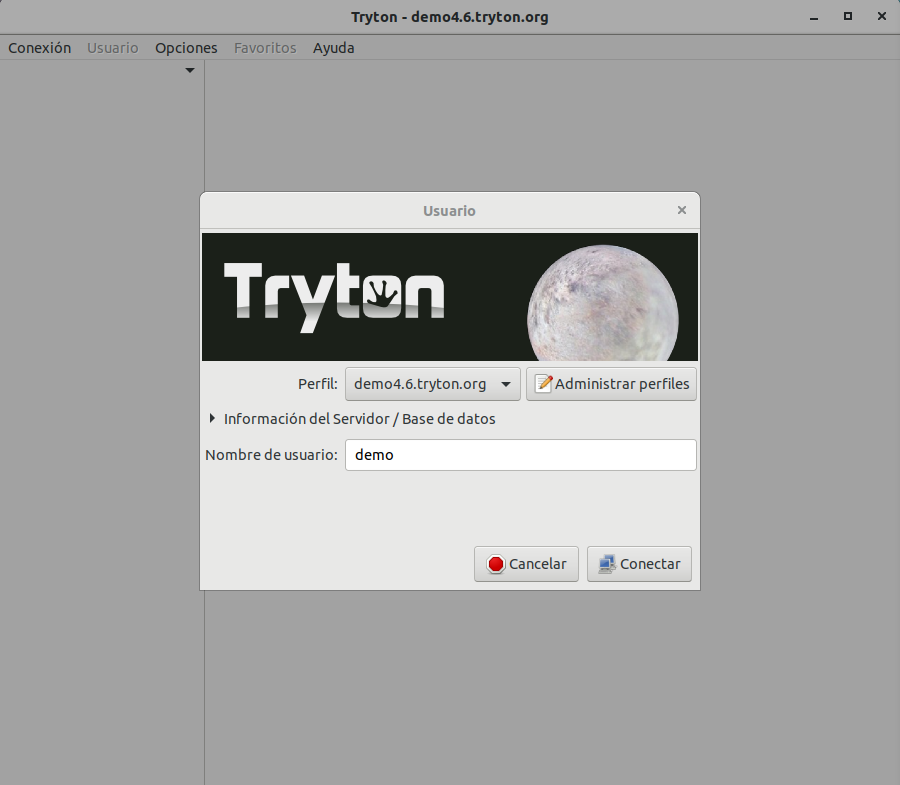 Tryton - demo4.6.tryton.org
Conexión Usuario Opciones Favoritos Ayuda
Usuario
Tryton
Perfil: demo4.6.tryton.org Administrar perfiles
Información del Servidor / Base de datos
Nombre de usuario: demo
Cancelar Conectar